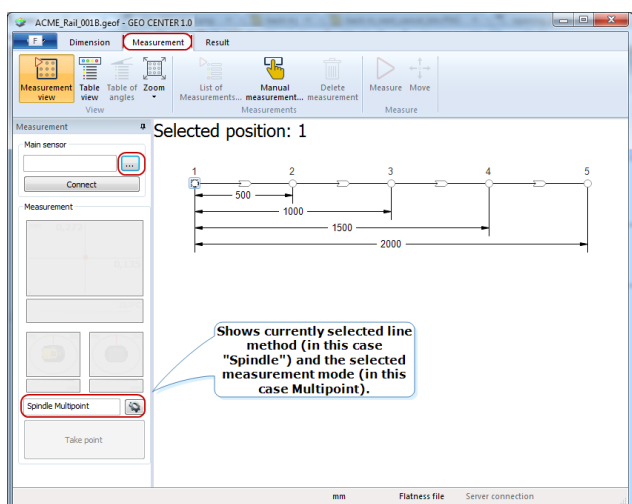 ACME_Rail_001B.geof - GEO CENTER 1.0
F
Dimension Measurement Result
Measurement view
Table view
Table of angles
Zoom
List of Measurements...
Manual measurement...
Delete measurement
Measure
Move
View
Measurements
Measure
Measurement
Main sensor
...
Connect
Measurement
Spindle Multipoint
Take point
Selected position: 1
1 2 3 4 5
500
1000
1500
2000
Shows currently selected line
method (in this case
"Spindle") and the selected
measurement mode (in this
case Multipoint).
mm Flatness file Server connection